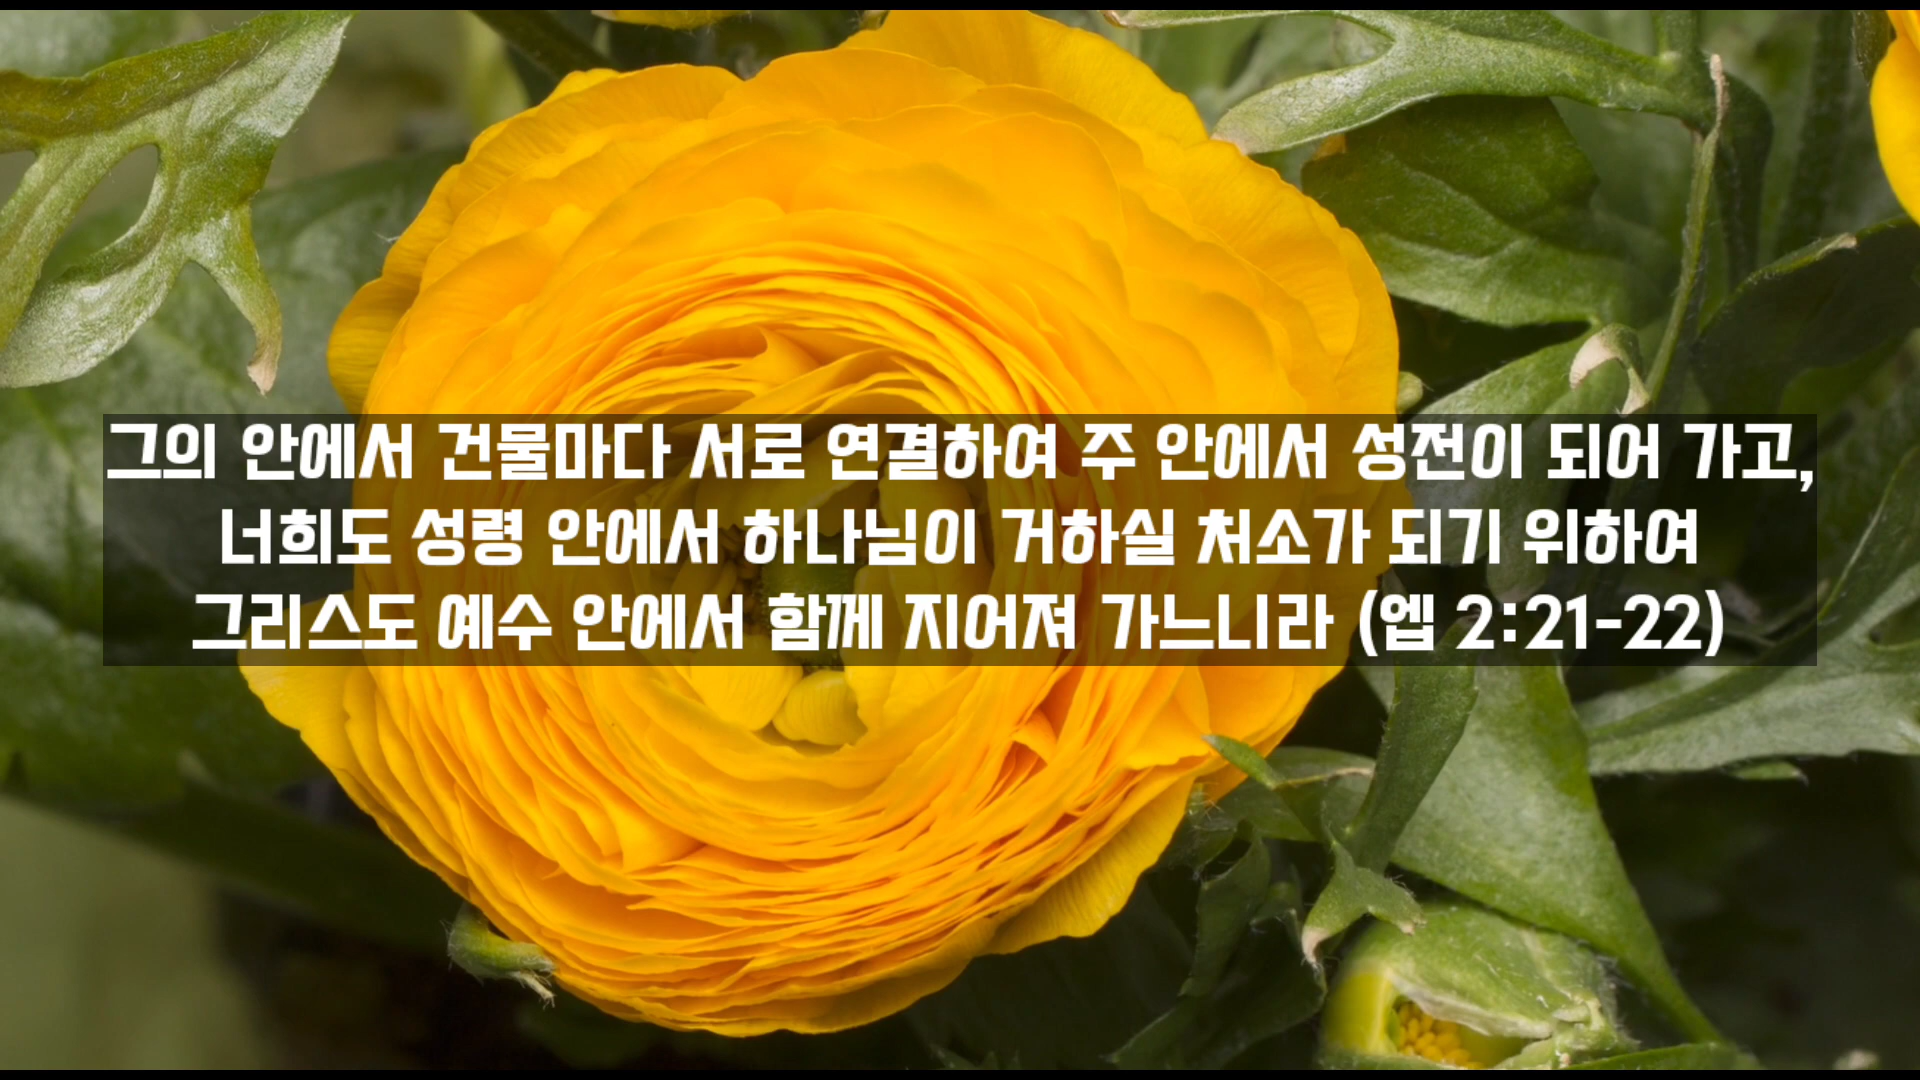 그의 안에서 건물마다 서로 연결하여 주 안에서 성전이 되어 가고,
너희도 성령 안에서 하나님이 거하실 처소가 되기 위하여
그리스도 예수 안에서 함께 지어져 가느니라 (엡 2:21-22)